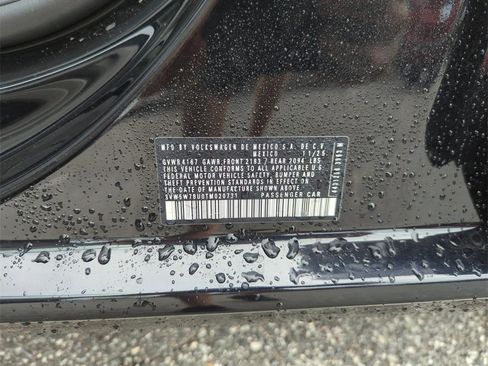 MFD BY VOLKSWAGEN DE MEXICO S.A. DE C.V.
MEXICO 11/25
GVWR 4167 GAWR FRONT 2183 / REAR 2094 LBS
THIS VEHICLE CONFORMS TO ALL APPLICABLE U.S.
FEDERAL MOTOR VEHICLE SAFETY, BUMPER, AND
THEFT PREVENTION STANDARDS IN EFFECT ON
THE DATE OF MANUFACTURE SHOWN ABOVE.
PASSENGER CAR